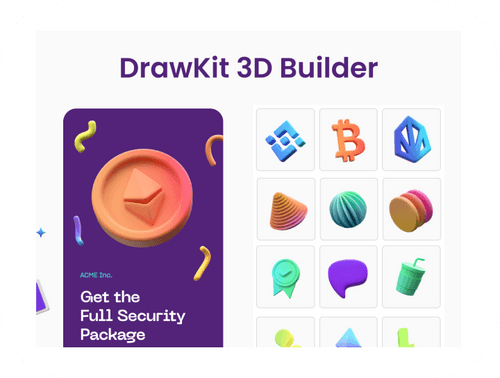 DrawKit 3D Builder
ACME Inc.
Get the
Full Security
Package